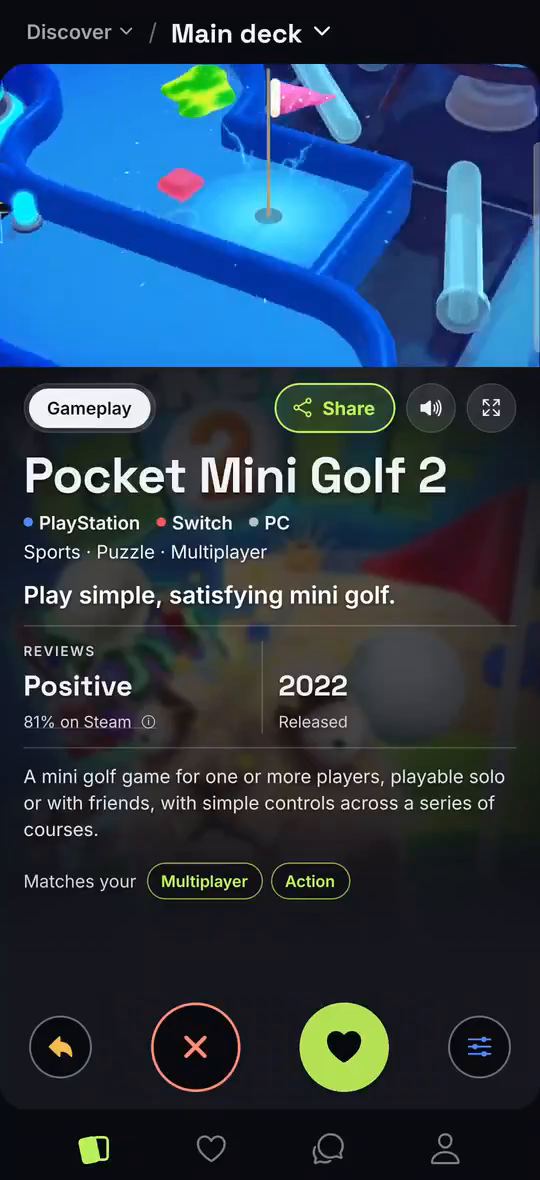 Discover / Main deck
Gameplay
Share
Pocket Mini Golf 2
PlayStation Switch PC
Sports · Puzzle · Multiplayer
Play simple, satisfying mini golf.
REVIEWS
Positive
81% on Steam
2022
Released
A mini golf game for one or more players, playable solo
or with friends, with simple controls across a series of
courses.
Matches your Multiplayer Action